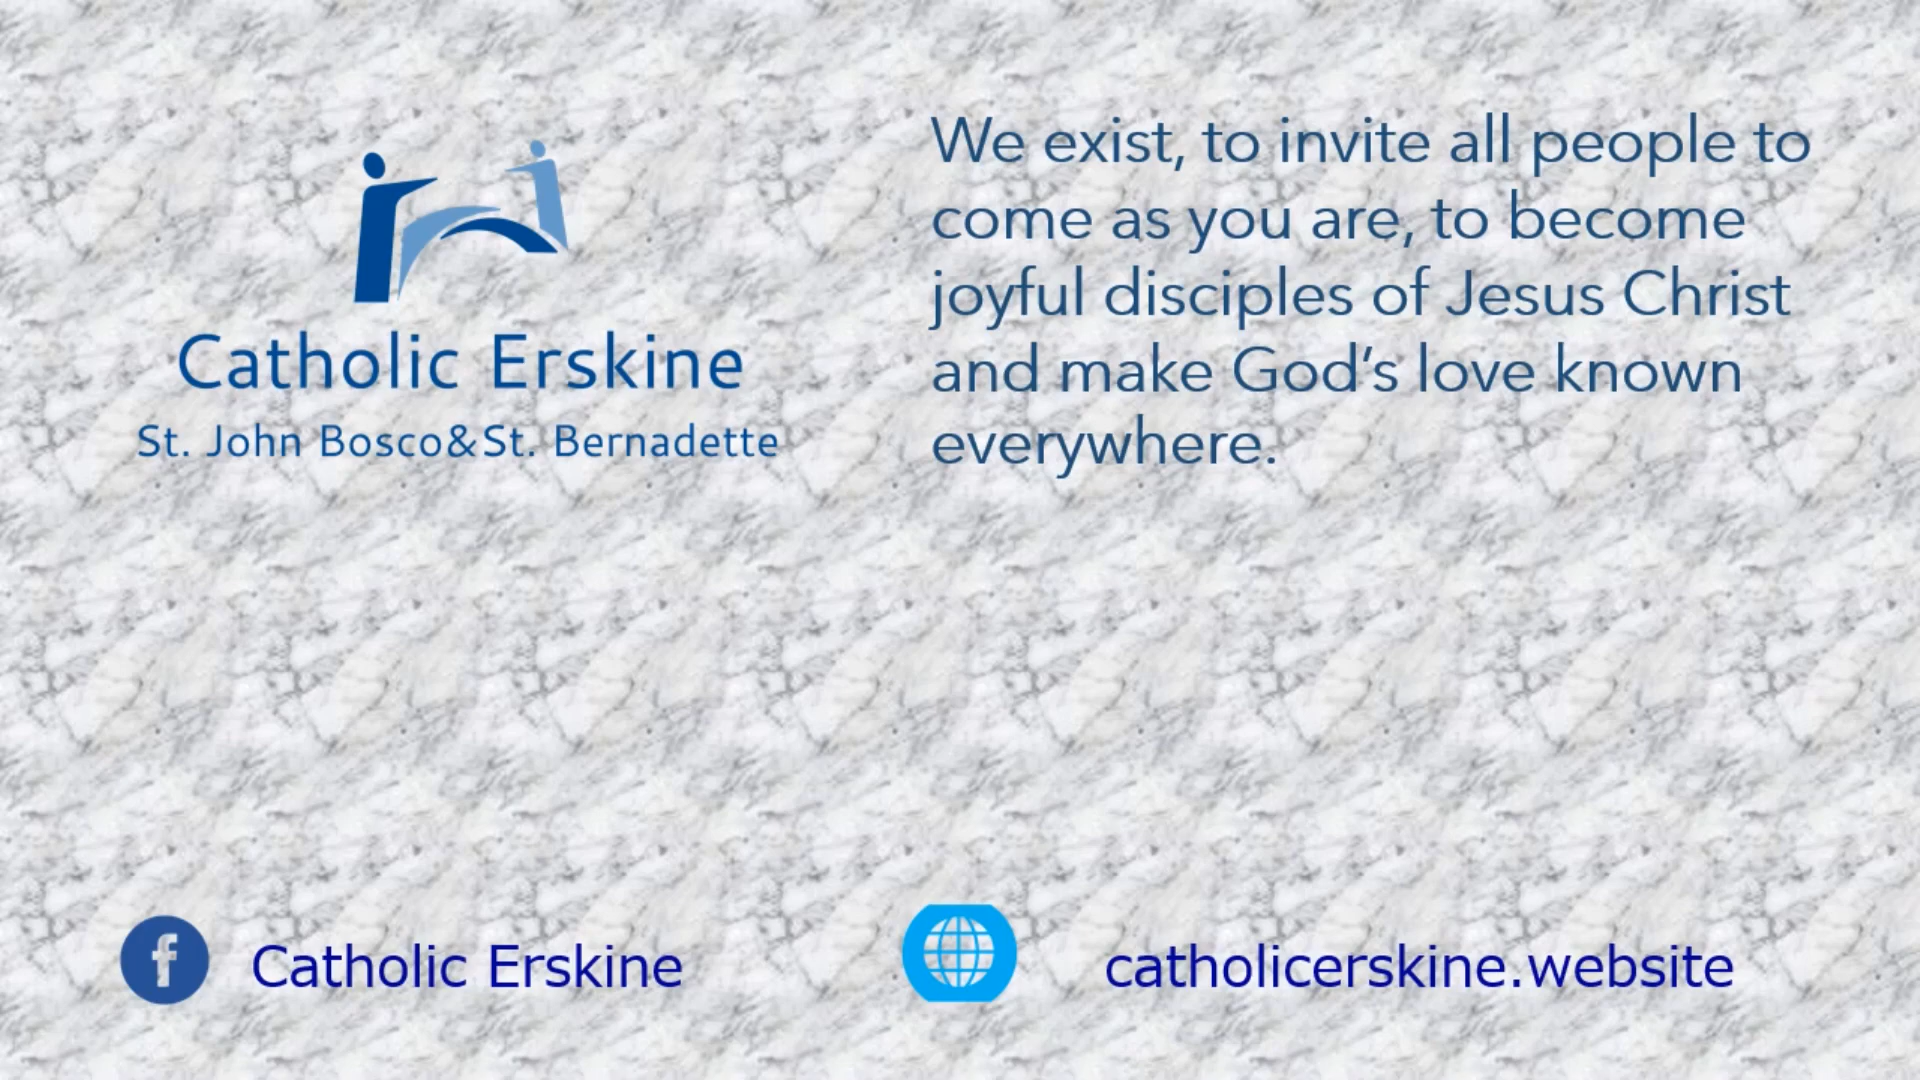 Catholic Erskine
St. John Bosco&St. Bernadette
We exist, to invite all people to
come as you are, to become
joyful disciples of Jesus Christ
and make God’s love known
everywhere.
f
Catholic Erskine
catholicerskine.website